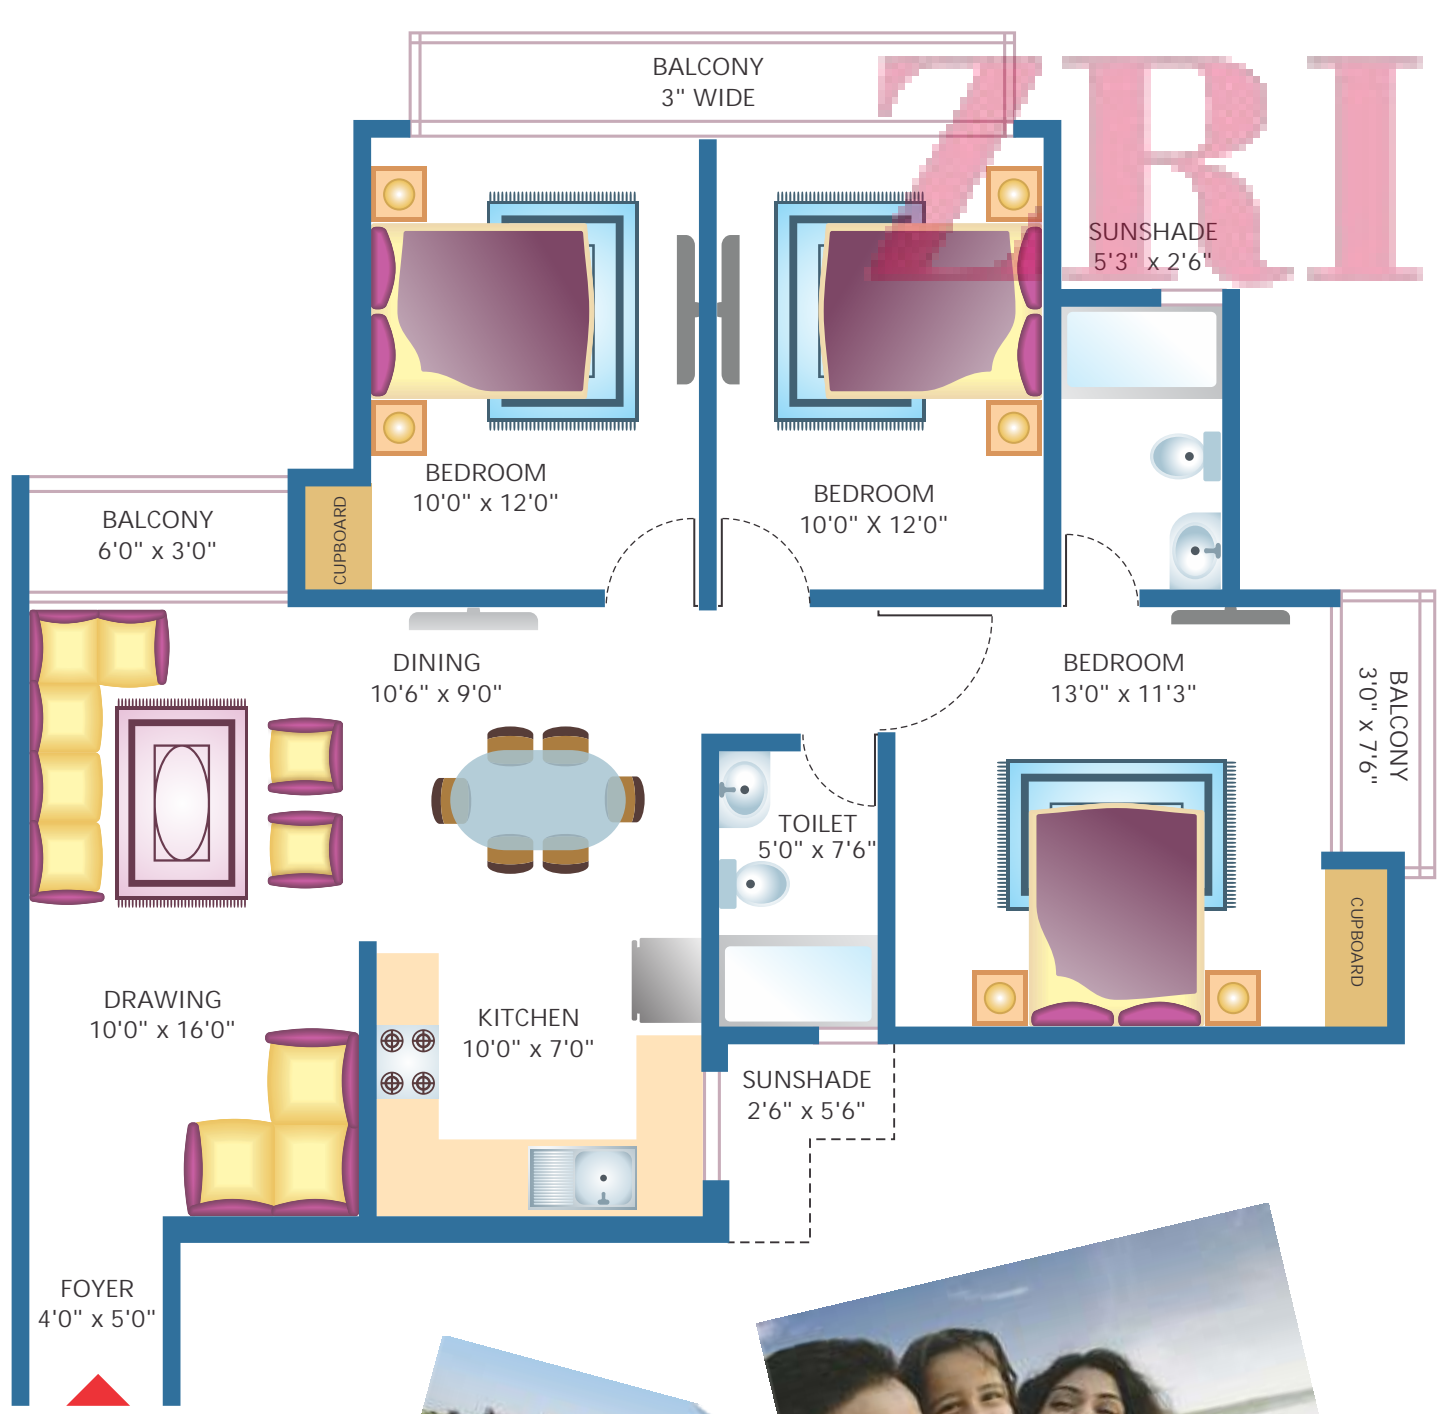 BALCONY
3" WIDE
ZRI
SUNSHADE
5'3" x 2'6"
BEDROOM
10'0" x 12'0"
BEDROOM
10'0" X 12'0"
BALCONY
6'0" x 3'0"
CUPBOARD
DINING
10'6" x 9'0"
BEDROOM
13'0" x 11'3"
BALCONY
3'0" x 7'6"
TOILET
5'0" x 7'6"
CUPBOARD
DRAWING
10'0" x 16'0"
KITCHEN
10'0" x 7'0"
SUNSHADE
2'6" x 5'6"
FOYER
4'0" x 5'0"